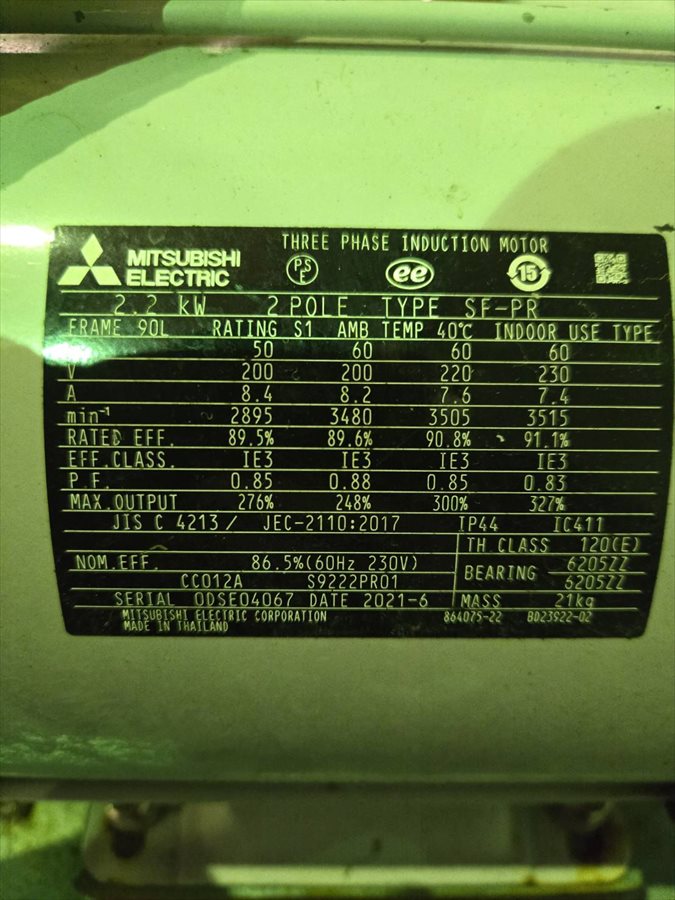 THREE PHASE INDUCTION MOTOR
MITSUBISHI
ELECTRIC
PS
E
ee
15
2.2 kW 2 POLE TYPE SF-PR
FRAME 90L RATING S1 AMB TEMP 40℃ INDOOR USE TYPE
50 60 60 60
V 200 200 220 230
A 8.4 8.2 7.6 7.4
min⁻¹ 2895 3480 3505 3515
RATED EFF. 89.5% 89.6% 90.8% 91.1%
EFF.CLASS. IE3 IE3 IE3 IE3
P.F. 0.85 0.88 0.85 0.83
MAX.OUTPUT 276% 248% 300% 327%
JIS C 4213/ JEC-2110:2017 IP44 IC411
TH CLASS 120(E)
NOM.EFF. 86.5%(60Hz 230V)
BEARING 6205ZZ
6205ZZ
CC012A S9222PR01
SERIAL 0DSE04067 DATE 2021-6 MASS 21kg
MITSUBISHI ELECTRIC CORPORATION 864075-22 BD23922-02
MADE IN THAILAND